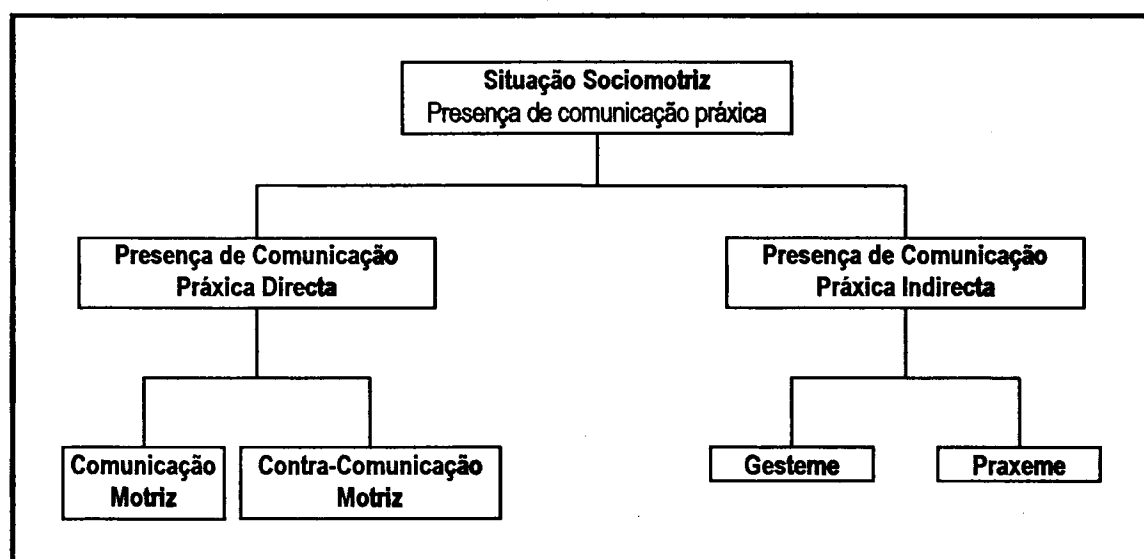 Situação Sociomotriz
Presença de comunicação práxica
Presença de Comunicação
Práxica Directa
Presença de Comunicação
Práxica Indirecta
Comunicação
Motriz
Contra-Comunicação
Motriz
Gesteme
Praxeme